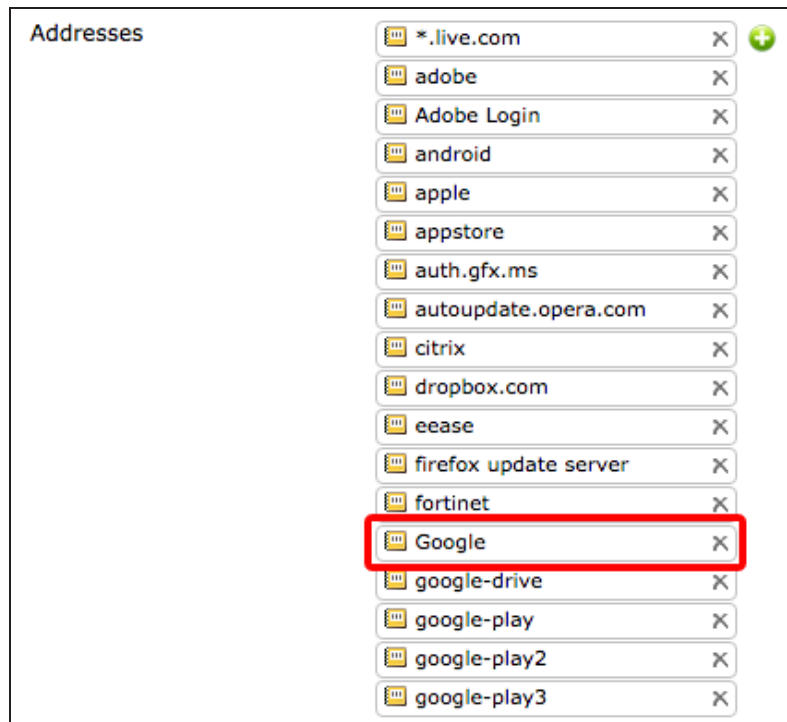 Addresses
*.live.com
adobe
Adobe Login
android
apple
appstore
auth.gfx.ms
autoupdate.opera.com
citrix
dropbox.com
eease
firefox update server
fortinet
Google
google-drive
google-play
google-play2
google-play3